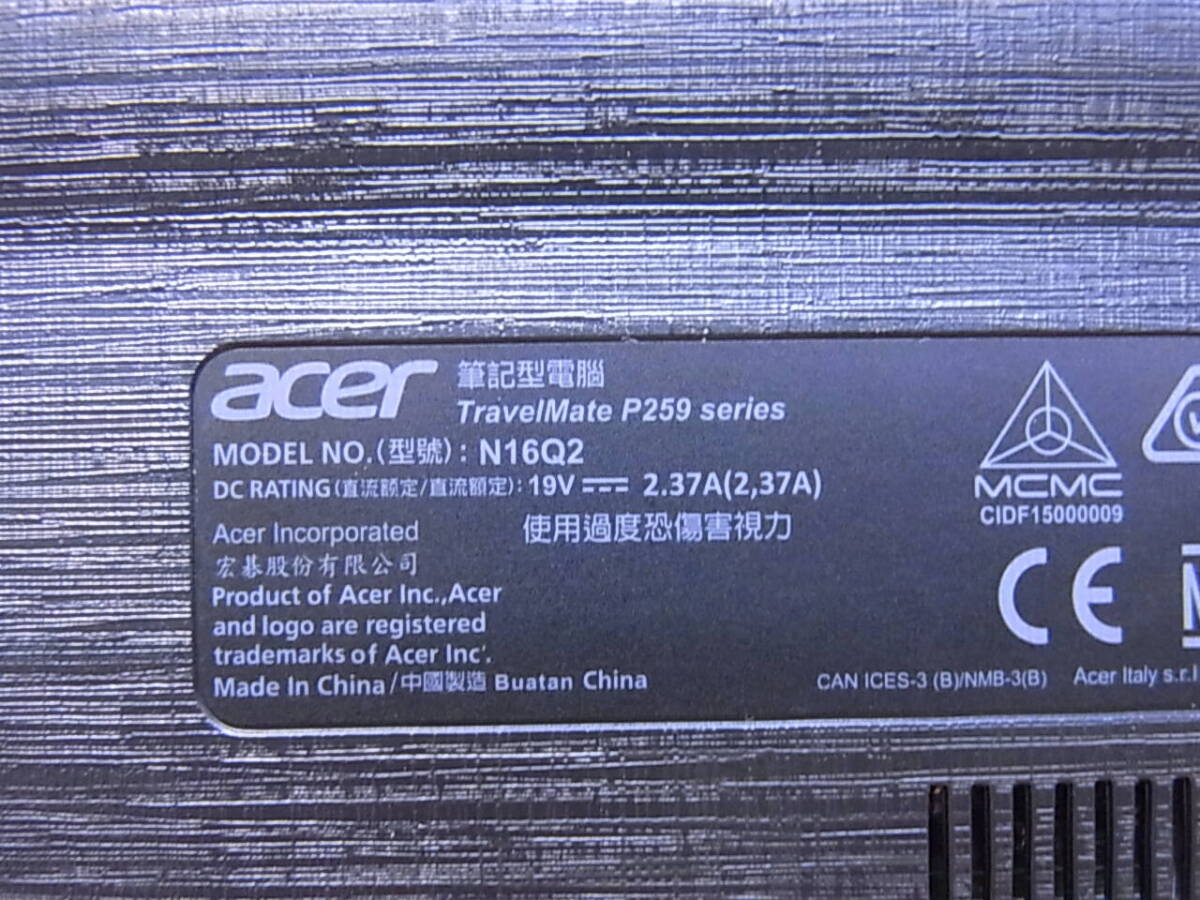 acer 筆記型電腦
TravelMate P259 series
MODEL NO.(型號): N16Q2
DC RATING(直流额定/直流額定): 19V 2.37A(2,37A)
Acer Incorporated 使用過度恐傷害視力
宏碁股份有限公司
Product of Acer Inc.,Acer
and logo are registered
trademarks of Acer Inc.
Made In China/中國製造 Buatan China
MCMC
CIDF15000009
CE
CAN ICES-3 (B)/NMB-3(B) Acer Italy s.r.l